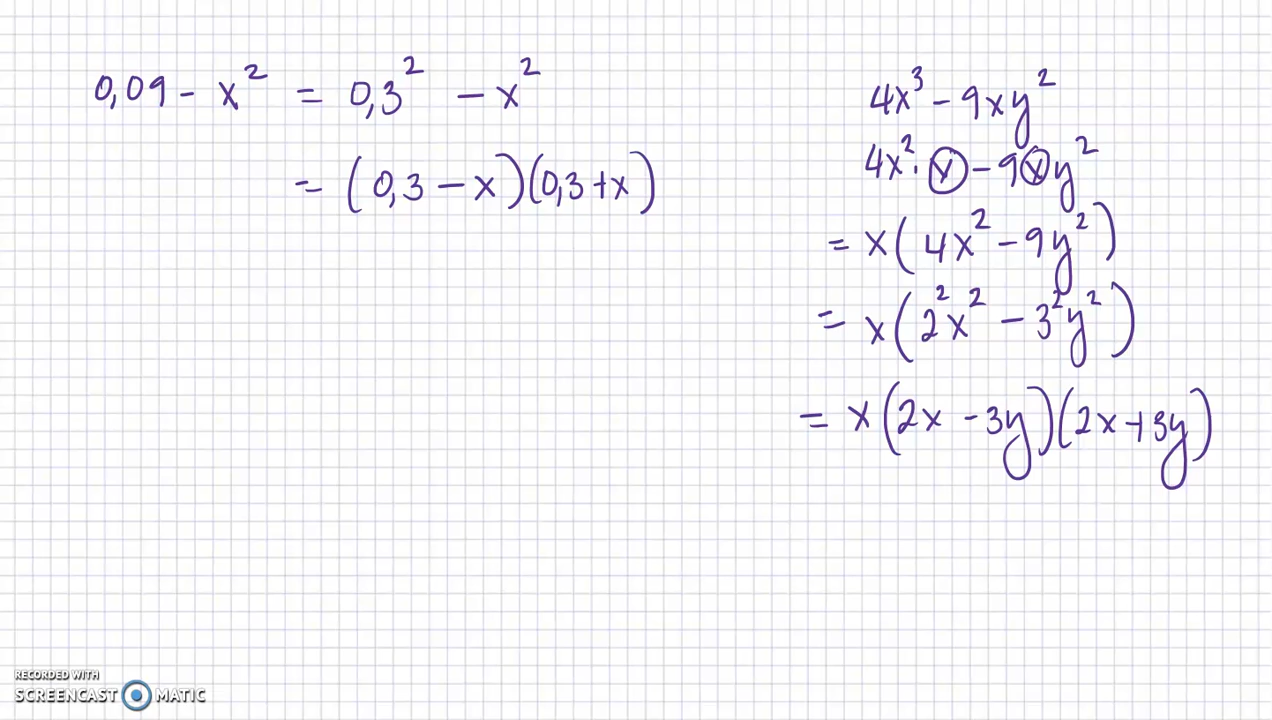 0,09 - x² = 0,3² - x²
= (0,3 - x)(0,3 + x)
4x³ - 9xy²
4x² · x - 9xy²
= x(4x² - 9y²)
= x(2²x² - 3²y²)
= x(2x - 3y)(2x + 3y)
RECORDED WITH
SCREENCAST MATIC